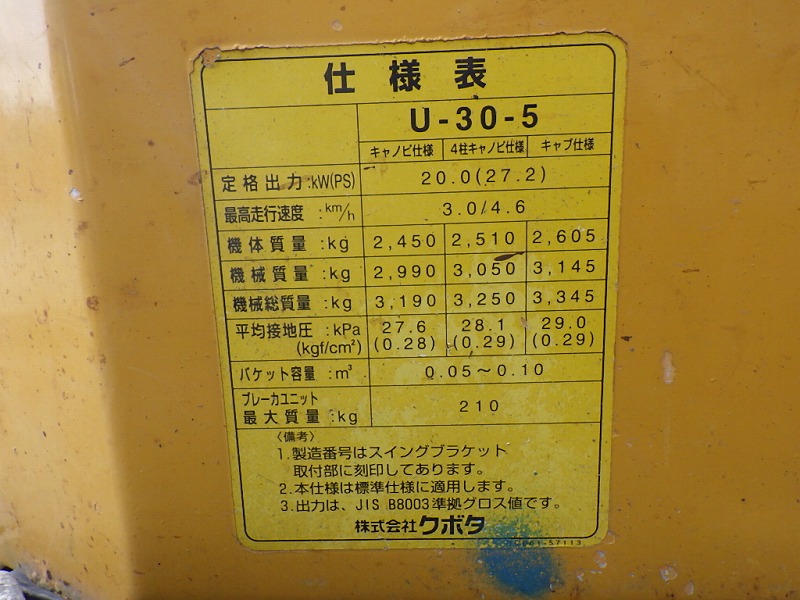 仕様表
U-30-5
キャノピ仕様 4柱キャノピ仕様 キャブ仕様
定格出力:kW(PS) 20.0(27.2)
最高走行速度:km/h 3.0/4.6
機体質量:kg 2,450 2,510 2,605
機械質量:kg 2,990 3,050 3,145
機械総質量:kg 3,190 3,250 3,345
平均接地圧:kPa 27.6 28.1 29.0
(kgf/cm²) (0.28) (0.29) (0.29)
バケット容量:m³ 0.05～0.10
ブレーカユニット
最大質量:kg 210
〈備考〉
1.製造番号はスイングブラケット
取付部に刻印してあります。
2.本仕様は標準仕様に適用します。
3.出力は、JIS B8003準拠グロス値です。
株式会社クボタ